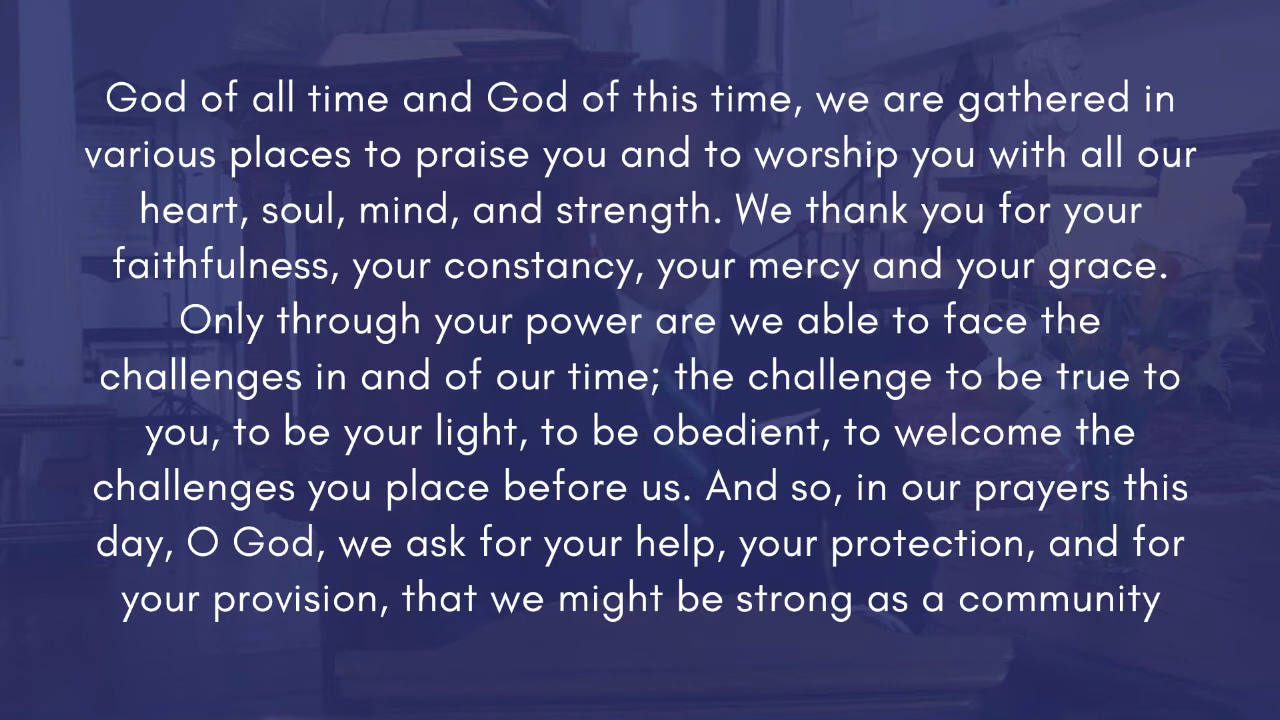 God of all time and God of this time, we are gathered in
various places to praise you and to worship you with all our
heart, soul, mind, and strength. We thank you for your
faithfulness, your constancy, your mercy and your grace.
Only through your power are we able to face the
challenges in and of our time; the challenge to be true to
you, to be your light, to be obedient, to welcome the
challenges you place before us. And so, in our prayers this
day, O God, we ask for your help, your protection, and for
your provision, that we might be strong as a community